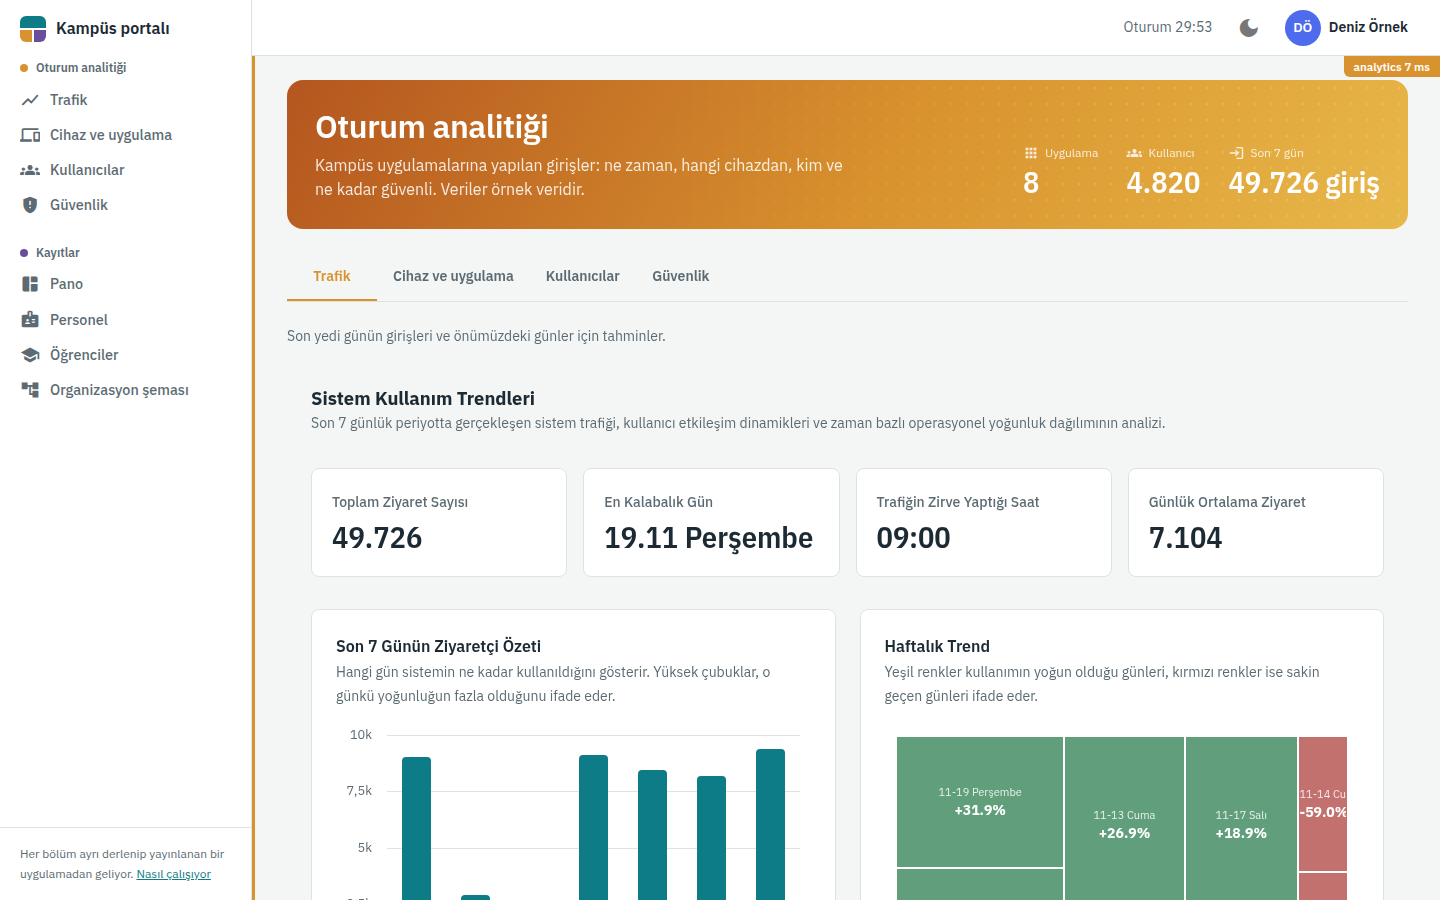 Kampüs portalı
Oturum analitiği
Trafik
Cihaz ve uygulama
Kullanıcılar
Güvenlik
Kayıtlar
Pano
Personel
Öğrenciler
Organizasyon şeması
Her bölüm ayrı derlenip yayınlanan bir
uygulamadan geliyor. Nasıl çalışıyor
Oturum 29:53
DÖ
Deniz Örnek
analytics 7 ms
Oturum analitiği
Kampüs uygulamalarına yapılan girişler: ne zaman, hangi cihazdan, kim ve
ne kadar güvenli. Veriler örnek veridir.
Uygulama
8
Kullanıcı
4.820
Son 7 gün
49.726 giriş
Trafik
Cihaz ve uygulama
Kullanıcılar
Güvenlik
Son yedi günün girişleri ve önümüzdeki günler için tahminler.
Sistem Kullanım Trendleri
Son 7 günlük periyotta gerçekleşen sistem trafiği, kullanıcı etkileşim dinamikleri ve zaman bazlı operasyonel yoğunluk dağılımının analizi.
Toplam Ziyaret Sayısı
49.726
En Kalabalık Gün
19.11 Perşembe
Trafiğin Zirve Yaptığı Saat
09:00
Günlük Ortalama Ziyaret
7.104
Son 7 Günün Ziyaretçi Özeti
Hangi gün sistemin ne kadar kullanıldığını gösterir. Yüksek çubuklar, o
günkü yoğunluğun fazla olduğunu ifade eder.
10k
7,5k
5k
Haftalık Trend
Yeşil renkler kullanımın yoğun olduğu günleri, kırmızı renkler ise sakin
geçen günleri ifade eder.
11-19 Perşembe
+31.9%
11-13 Cuma
+26.9%
11-17 Salı
+18.9%
11-14 Cu
-59.0%